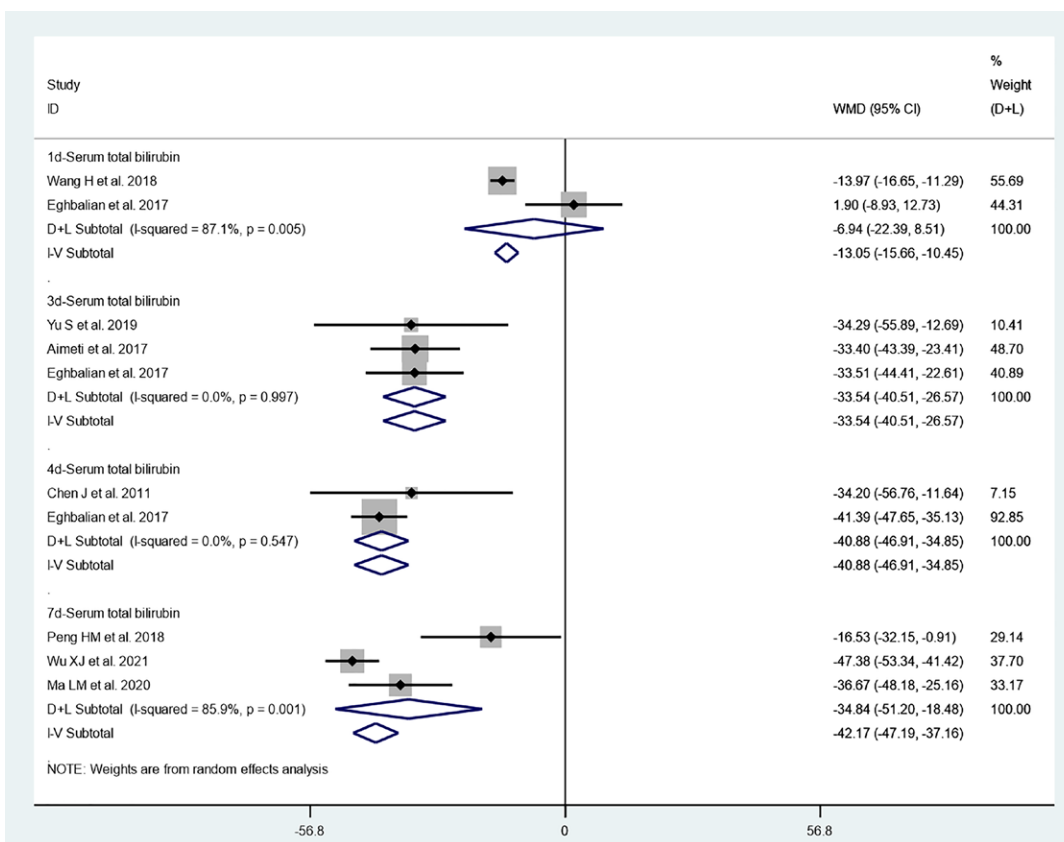 %
Study Weight
ID WMD (95% CI) (D+L)
1d-Serum total bilirubin
Wang H et al. 2018 -13.97 (-16.65, -11.29) 55.69
Eghbalian et al. 2017 1.90 (-8.93, 12.73) 44.31
D+L Subtotal (I-squared = 87.1%, p = 0.005) -6.94 (-22.39, 8.51) 100.00
I-V Subtotal -13.05 (-15.66, -10.45)
.
3d-Serum total bilirubin
Yu S et al. 2019 -34.29 (-55.89, -12.69) 10.41
Aimeti et al. 2017 -33.40 (-43.39, -23.41) 48.70
Eghbalian et al. 2017 -33.51 (-44.41, -22.61) 40.89
D+L Subtotal (I-squared = 0.0%, p = 0.997) -33.54 (-40.51, -26.57) 100.00
I-V Subtotal -33.54 (-40.51, -26.57)
.
4d-Serum total bilirubin
Chen J et al. 2011 -34.20 (-56.76, -11.64) 7.15
Eghbalian et al. 2017 -41.39 (-47.65, -35.13) 92.85
D+L Subtotal (I-squared = 0.0%, p = 0.547) -40.88 (-46.91, -34.85) 100.00
I-V Subtotal -40.88 (-46.91, -34.85)
.
7d-Serum total bilirubin
Peng HM et al. 2018 -16.53 (-32.15, -0.91) 29.14
Wu XJ et al. 2021 -47.38 (-53.34, -41.42) 37.70
Ma LM et al. 2020 -36.67 (-48.18, -25.16) 33.17
D+L Subtotal (I-squared = 85.9%, p = 0.001) -34.84 (-51.20, -18.48) 100.00
I-V Subtotal -42.17 (-47.19, -37.16)
.
NOTE: Weights are from random effects analysis
-56.8 0 56.8